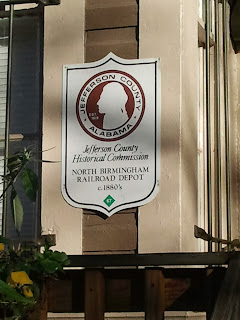 JEFFERSON COUNTY
ALABAMA
Jefferson County
Historical Commission
NORTH BIRMINGHAM
RAILROAD DEPOT
c.1880's